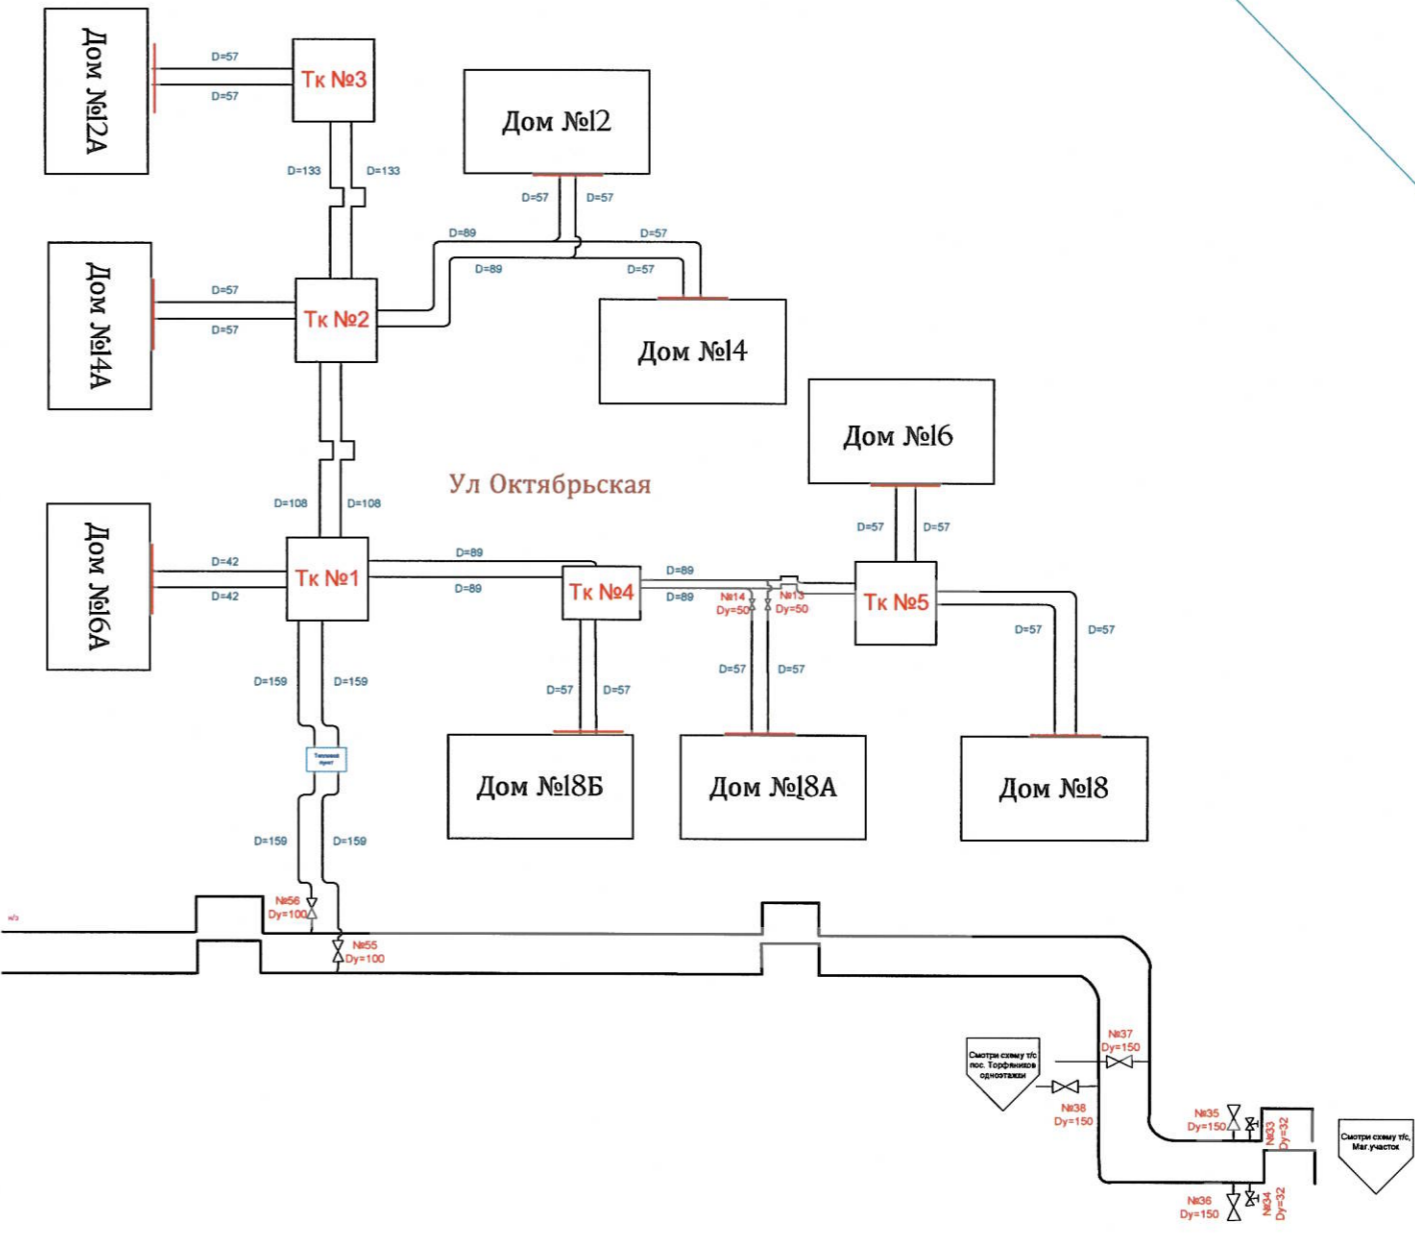 Дом №12А
D=57
D=57
Тк №3
Дом №12
D=133
D=133
D=57
D=57
D=89
D=57
D=89
D=57
Дом №14А
D=57
D=57
Тк №2
Дом №14
Дом №16
Ул Октябрьская
D=108
D=108
D=57
D=57
Дом №16А
D=42
D=42
Тк №1
D=89
D=89
Тк №4
D=89
D=89
№14
Dy=50
№13
Dy=50
Тк №5
D=57
D=57
D=159
D=159
D=57
D=57
D=57
D=57
Тепловой
пункт
Дом №18Б
Дом №18А
Дом №18
D=159
D=159
№56
Dy=100
№55
Dy=100
Смотри схему т/с
пос. Торфяников
одноэтажки
№37
Dy=150
№38
Dy=150
№35
Dy=150
№33
Dy=32
Смотри схему т/с,
Маг.участок
№36
Dy=150
№34
Dy=32